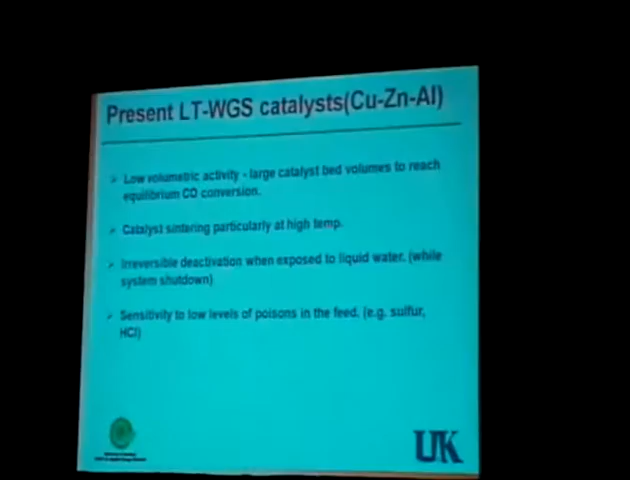 Present LT-WGS catalysts(Cu-Zn-Al)
Low volumetric activity - large catalyst bed volumes to reach
equilibrium CO conversion.
Catalyst sintering particularly at high temp.
Irreversible deactivation when exposed to liquid water. (while
system shutdown)
Sensitivity to low levels of poisons in the feed. (e.g. sulfur,
HCl)
UK